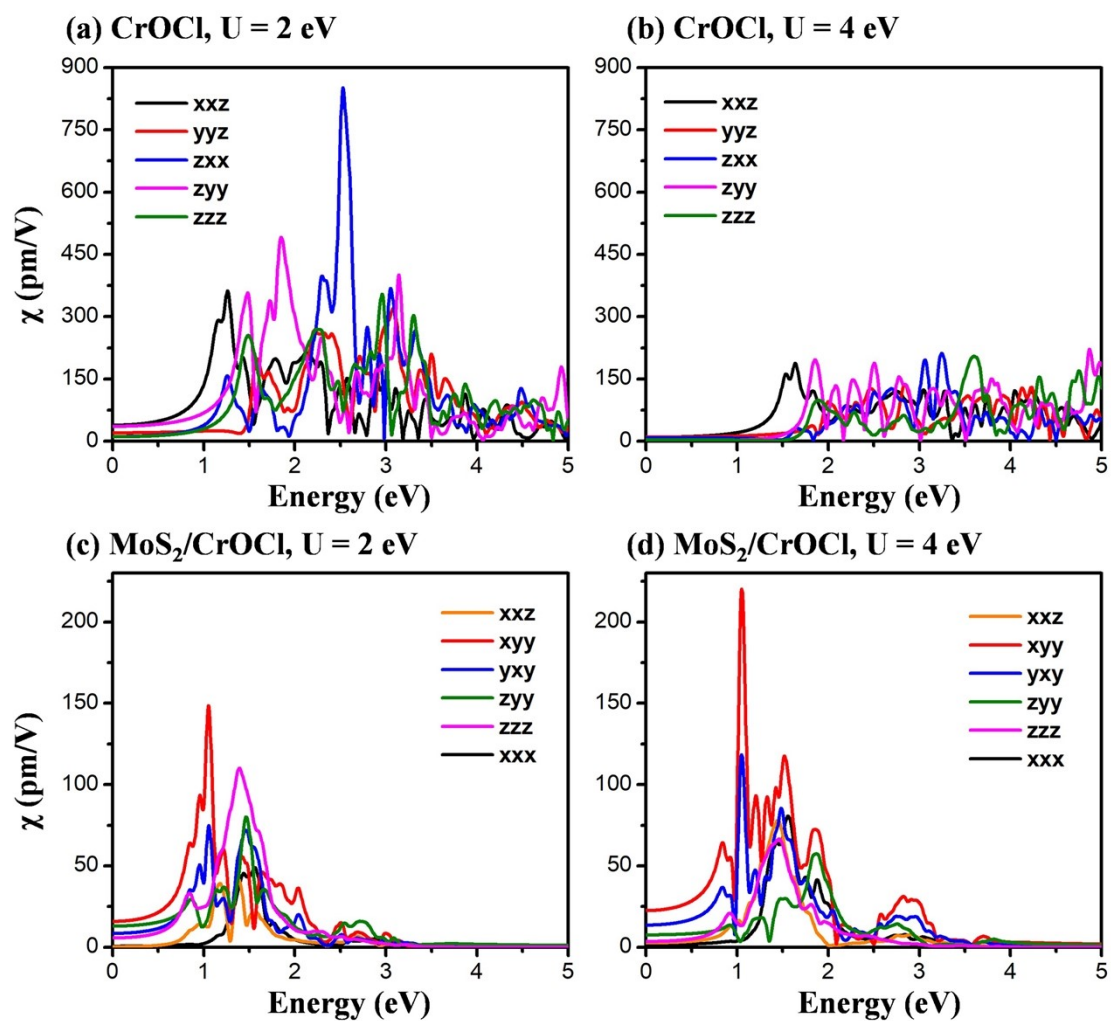 (a) CrOCl, U = 2 eV
900
750
600
450
300
150
0
χ (pm/V)
xxz
yyz
zxx
zyy
zzz
0 1 2 3 4 5
Energy (eV)
(b) CrOCl, U = 4 eV
900
750
600
450
300
150
0
xxz
yyz
zxx
zyy
zzz
0 1 2 3 4 5
Energy (eV)
(c) MoS₂/CrOCl, U = 2 eV
200
150
100
50
0
χ (pm/V)
xxz
xyy
yxy
zyy
zzz
xxx
0 1 2 3 4 5
Energy (eV)
(d) MoS₂/CrOCl, U = 4 eV
200
150
100
50
0
χ (pm/V)
xxz
xyy
yxy
zyy
zzz
xxx
0 1 2 3 4 5
Energy (eV)